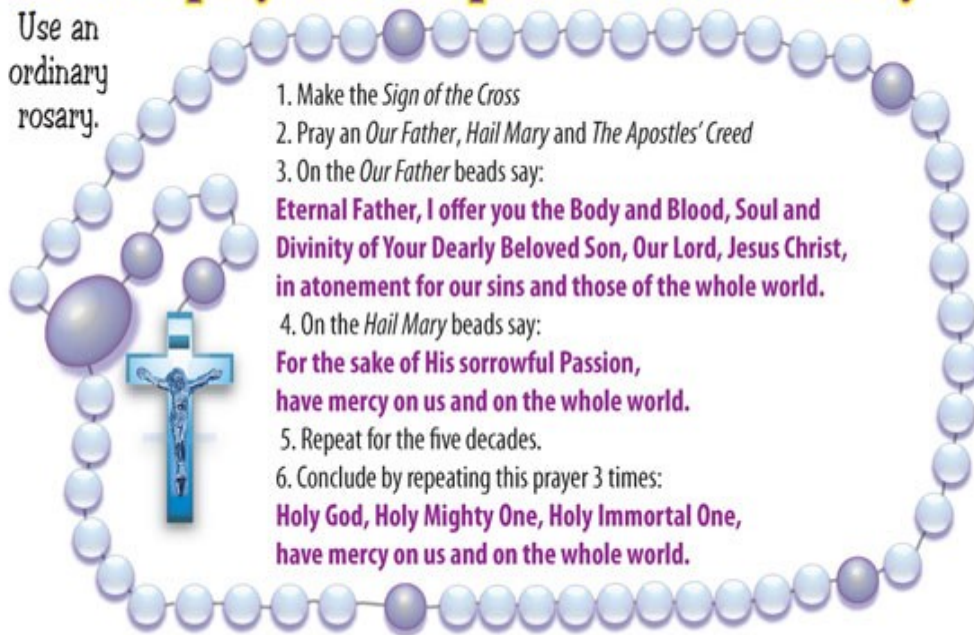 Use an
ordinary
rosary.
1. Make the Sign of the Cross
2. Pray an Our Father, Hail Mary and The Apostles' Creed
3. On the Our Father beads say:
Eternal Father, I offer you the Body and Blood, Soul and
Divinity of Your Dearly Beloved Son, Our Lord, Jesus Christ,
in atonement for our sins and those of the whole world.
4. On the Hail Mary beads say:
For the sake of His sorrowful Passion,
have mercy on us and on the whole world.
5. Repeat for the five decades.
6. Conclude by repeating this prayer 3 times:
Holy God, Holy Mighty One, Holy Immortal One,
have mercy on us and on the whole world.